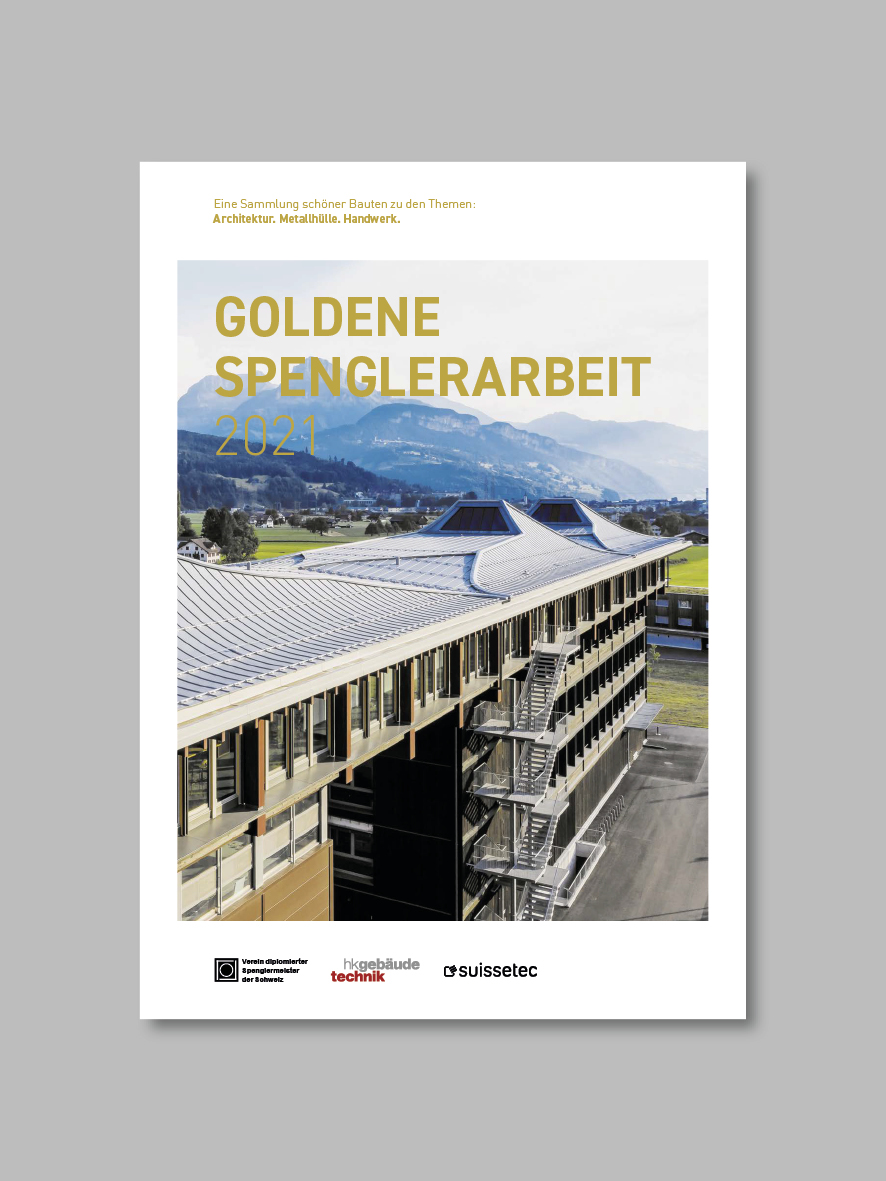 Eine Sammlung schöner Bauten zu den Themen:
Architektur. Metallhülle. Handwerk.
GOLDENE
SPENGLERARBEIT
2021
Verein diplomierter
Spenglermeister
der Schweiz
hkgebäude
technik
suissetec